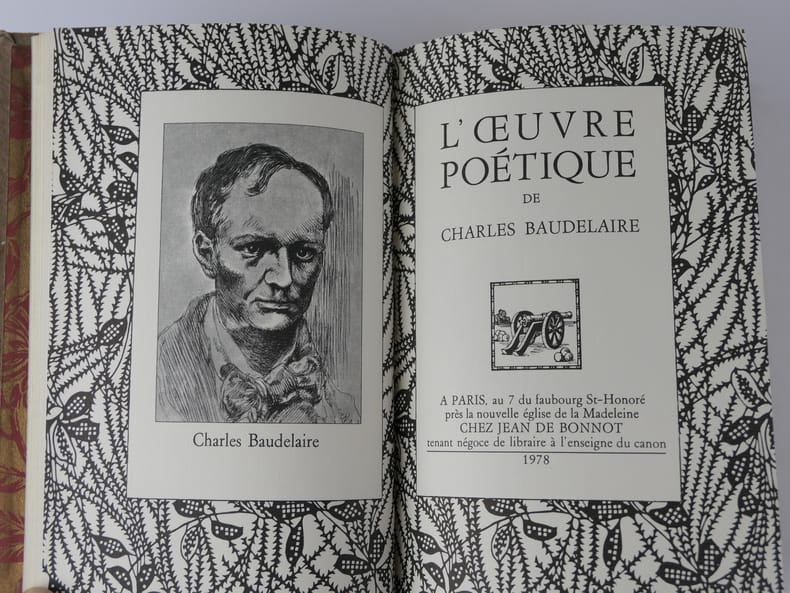 Charles Baudelaire
L'ŒUVRE
POÉTIQUE
DE
CHARLES BAUDELAIRE
A PARIS, au 7 du faubourg St-Honoré
près la nouvelle église de la Madeleine
CHEZ JEAN DE BONNOT
tenant négoce de libraire à l'enseigne du canon
1978